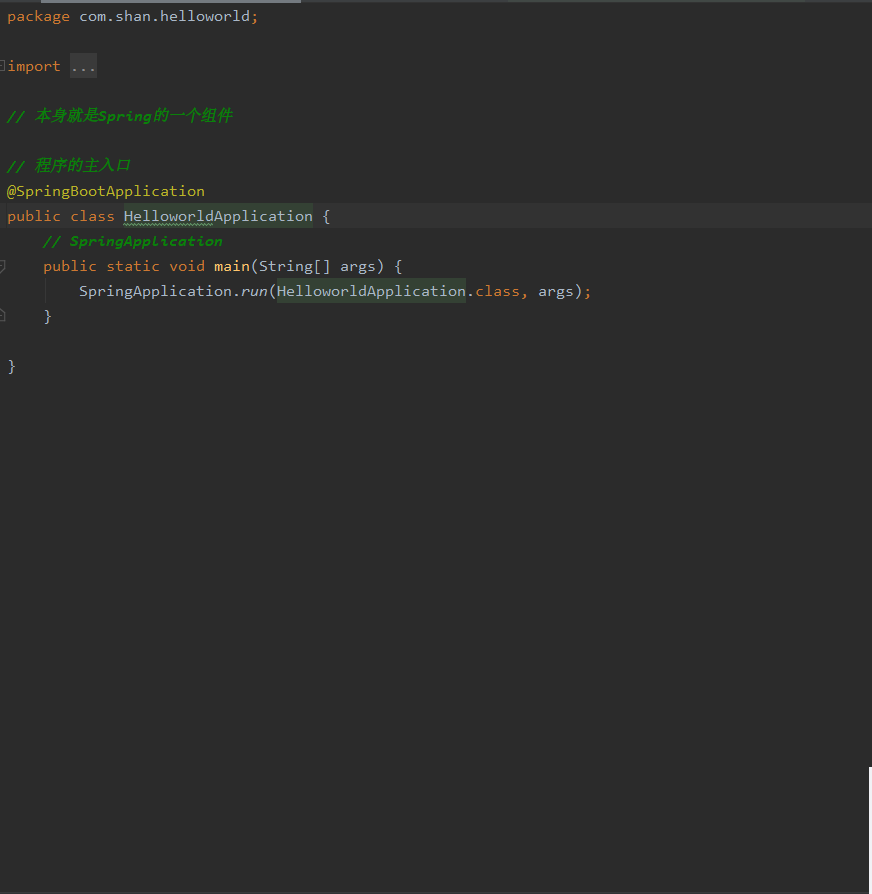 package com.shan.helloworld;
import ...
// 本身就是Spring的一个组件
// 程序的主入口
@SpringBootApplication
public class HelloworldApplication {
// SpringApplication
public static void main(String[] args) {
SpringApplication.run(HelloworldApplication.class, args);
}
}